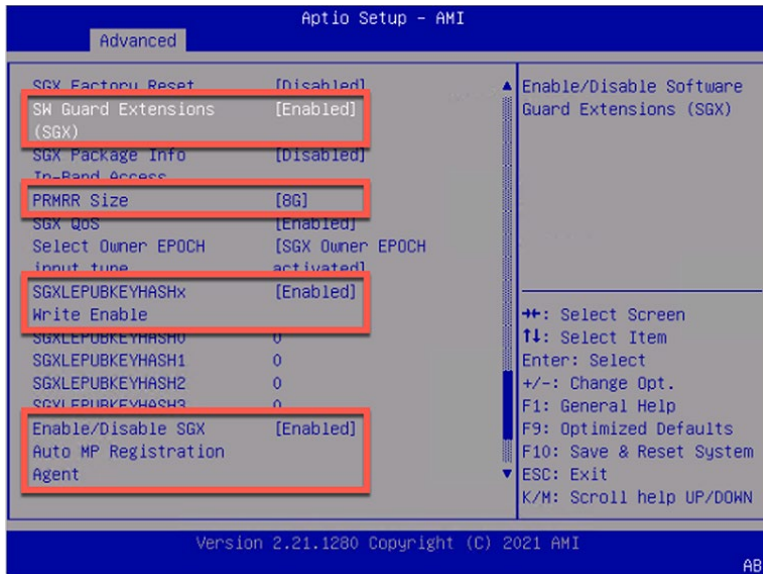 Aptio Setup – AMI
Advanced
SGX Factory Reset [Disabled]
SW Guard Extensions [Enabled]
(SGX)
SGX Package Info [Disabled]
In-Band Access
PRMRR Size [8G]
SGX QoS [Enabled]
Select Owner EPOCH [SGX Owner EPOCH
input type activated]
SGXLEPUBKEYHASHx [Enabled]
Write Enable
SGXLEPUBKEYHASH0 0
SGXLEPUBKEYHASH1 0
SGXLEPUBKEYHASH2 0
SGXLEPUBKEYHASH3 0
Enable/Disable SGX [Enabled]
Auto MP Registration
Agent
Enable/Disable Software
Guard Extensions (SGX)
→←: Select Screen
↑↓: Select Item
Enter: Select
+/-: Change Opt.
F1: General Help
F9: Optimized Defaults
F10: Save & Reset System
ESC: Exit
K/M: Scroll help UP/DOWN
Version 2.21.1280 Copyright (C) 2021 AMI
AB